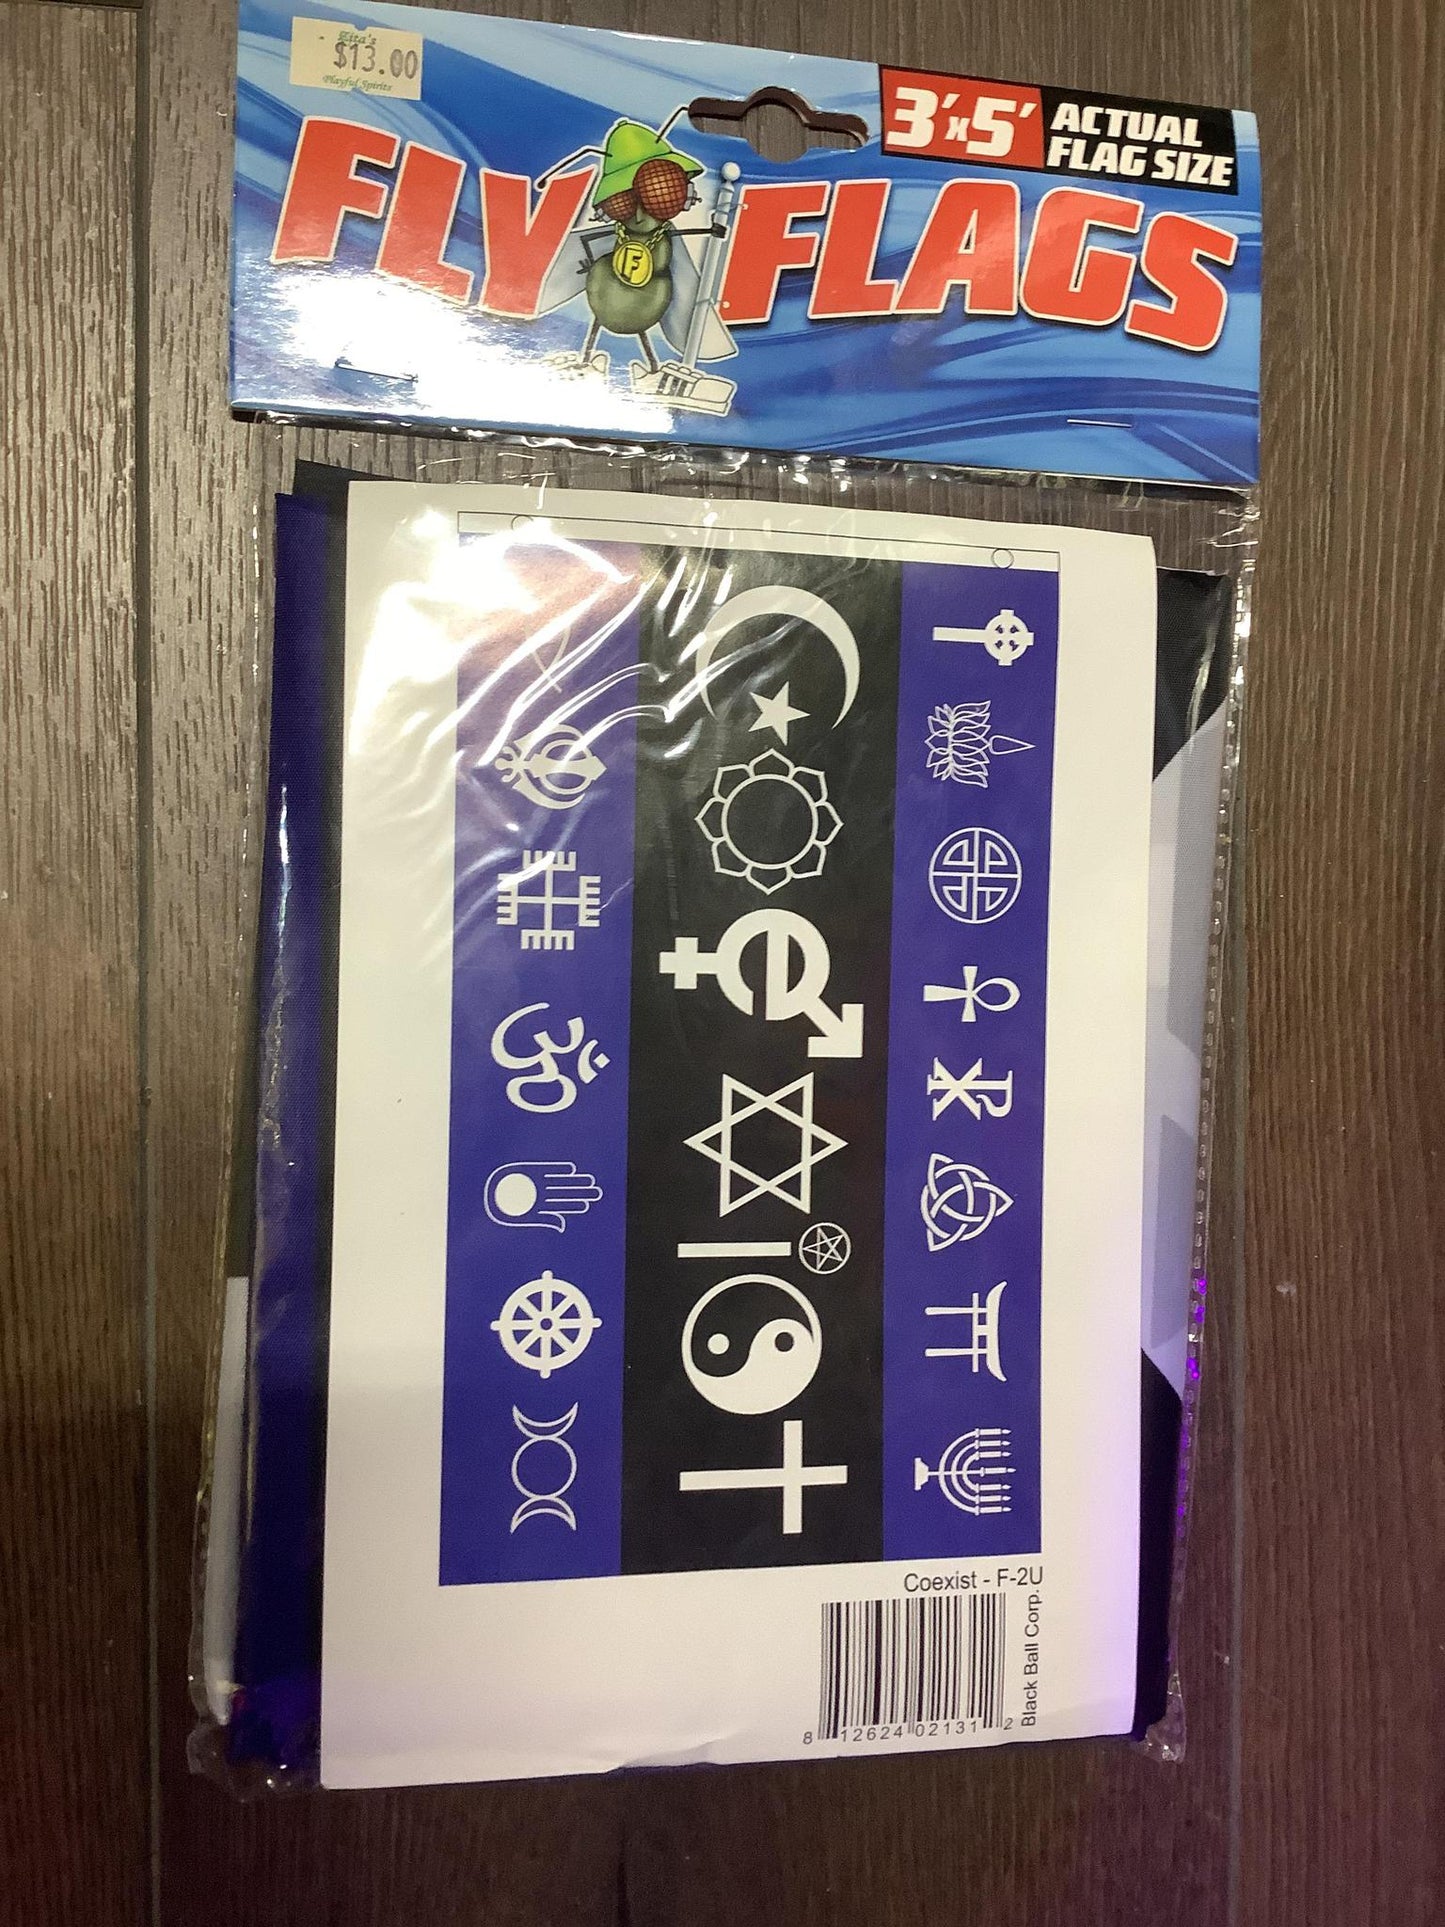 Zita's
$13.00
Playful Spirits
3'x5' ACTUAL
FLAG SIZE
FLY FLAGS
F
e
Coexist - F-2U
Black Ball Corp.
8 12624 02131 2